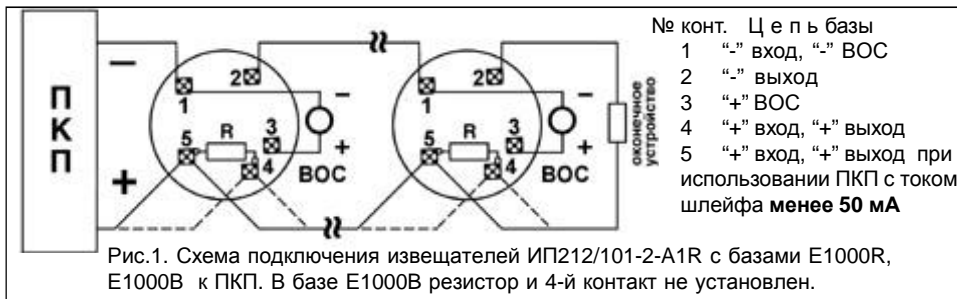 ПКП
–
+
1
2
3
4
5
R
–
+
ВОС
1
2
3
4
5
R
–
+
ВОС
оконечное
устройство
№ конт. Ц е п ь базы
1 “-” вход, “-” ВОС
2 “-” выход
3 “+” ВОС
4 “+” вход, “+” выход
5 “+” вход, “+” выход при
использовании ПКП с током
шлейфа менее 50 мА
Рис.1. Схема подключения извещателей ИП212/101-2-А1R с базами Е1000R,
Е1000В к ПКП. В базе Е1000В резистор и 4-й контакт не установлен.